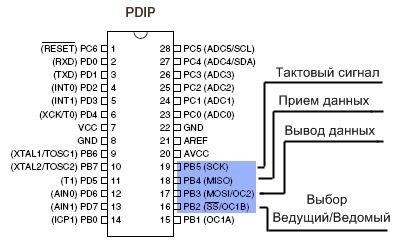 PDIP
(RESET) PC6 1 28 PC5 (ADC5/SCL)
(RXD) PD0 2 27 PC4 (ADC4/SDA)
(TXD) PD1 3 26 PC3 (ADC3)
(INT0) PD2 4 25 PC2 (ADC2)
(INT1) PD3 5 24 PC1 (ADC1)
(XCK/T0) PD4 6 23 PC0 (ADC0)
VCC 7 22 GND
GND 8 21 AREF
(XTAL1/TOSC1) PB6 9 20 AVCC
(XTAL2/TOSC2) PB7 10 19 PB5 (SCK)
(T1) PD5 11 18 PB4 (MISO)
(AIN0) PD6 12 17 PB3 (MOSI/OC2)
(AIN1) PD7 13 16 PB2 (SS/OC1B)
(ICP1) PB0 14 15 PB1 (OC1A)
Тактовый сигнал
Прием данных
Вывод данных
Выбор
Ведущий/Ведомый